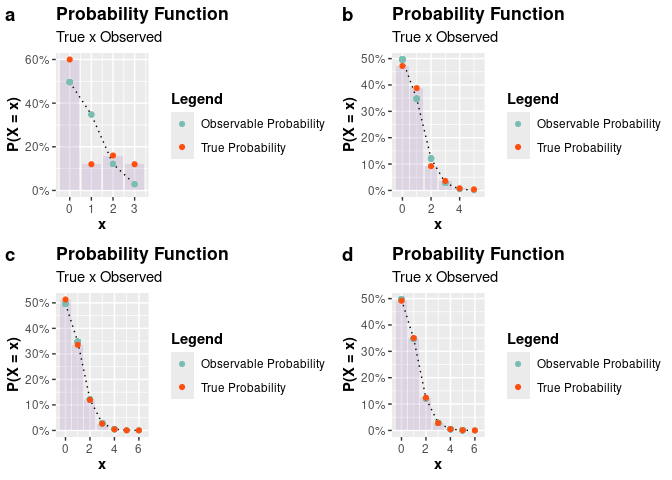 a
Probability Function
True x Observed
60%
40%
20%
0%
P(X = x)
0 1 2 3
x
Legend
Observable Probability
True Probability
b
Probability Function
True x Observed
50%
40%
30%
20%
10%
0%
P(X = x)
0 2 4
x
Legend
Observable Probability
True Probability
c
Probability Function
True x Observed
50%
40%
30%
20%
10%
0%
P(X = x)
0 2 4 6
x
Legend
Observable Probability
True Probability
d
Probability Function
True x Observed
50%
40%
30%
20%
10%
0%
P(X = x)
0 2 4 6
x
Legend
Observable Probability
True Probability